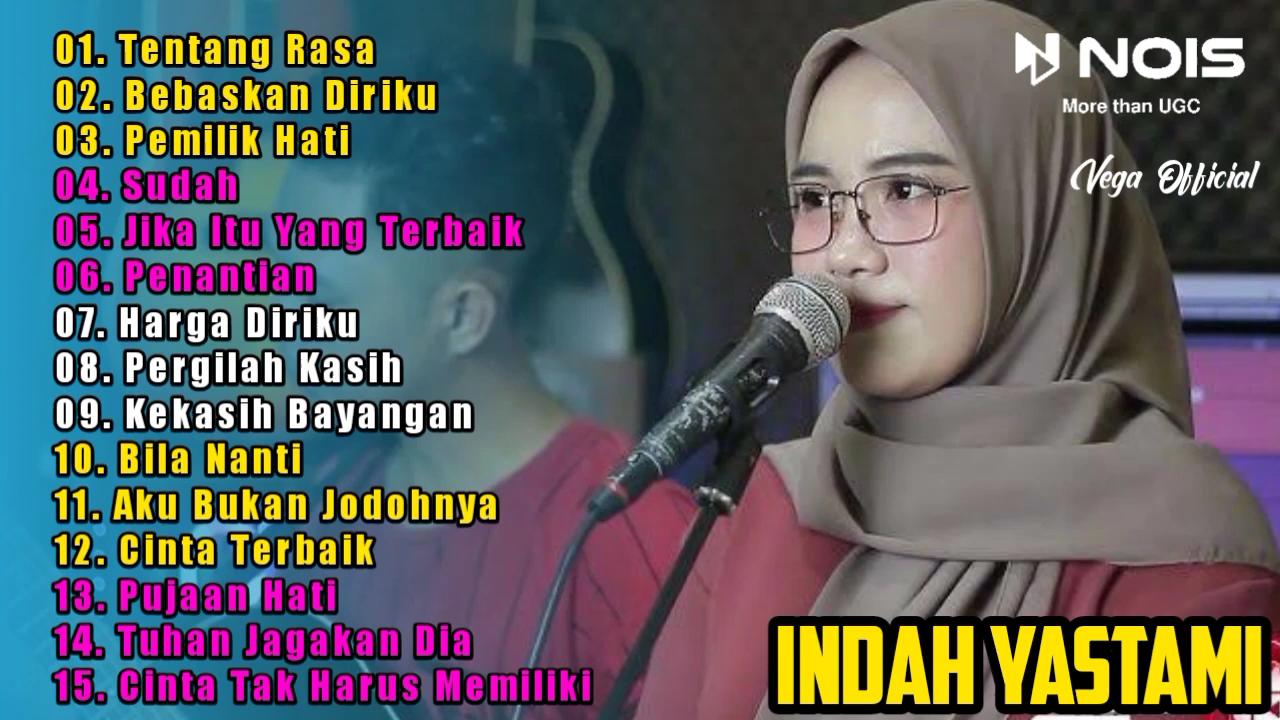 01. Tentang Rasa
02. Bebaskan Diriku
03. Pemilik Hati
04. Sudah
05. Jika Itu Yang Terbaik
06. Penantian
07. Harga Diriku
08. Pergilah Kasih
09. Kekasih Bayangan
10. Bila Nanti
11. Aku Bukan Jodohnya
12. Cinta Terbaik
13. Pujaan Hati
14. Tuhan Jagakan Dia
15. Cinta Tak Harus Memiliki
NOIS
More than UGC
Vega Official
INDAH YASTAMI